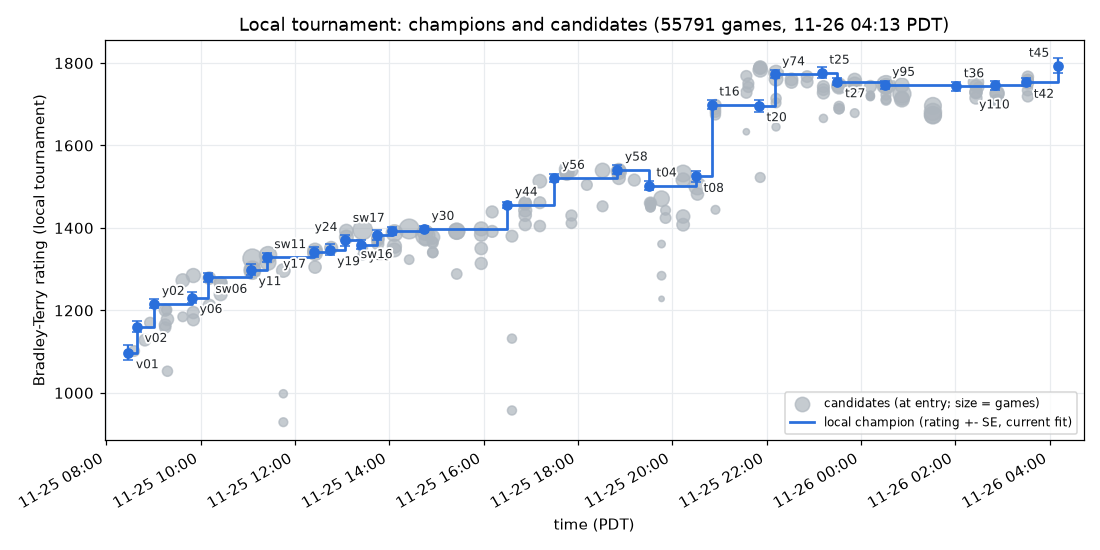 Local tournament: champions and candidates (55791 games, 11-26 04:13 PDT)
Bradley-Terry rating (local tournament)
1800
1600
1400
1200
1000
v01
v02
y02
y06
sw06
y11
sw11
y17
y24
y19
sw17
sw16
y30
y44
y56
y58
t04
t08
t16
t20
y74
t25
t27
y95
t36
y110
t42
t45
candidates (at entry; size = games)
local champion (rating +- SE, current fit)
11-25 08:00
11-25 10:00
11-25 12:00
11-25 14:00
11-25 16:00
11-25 18:00
11-25 20:00
11-25 22:00
11-26 00:00
11-26 02:00
11-26 04:00
time (PDT)